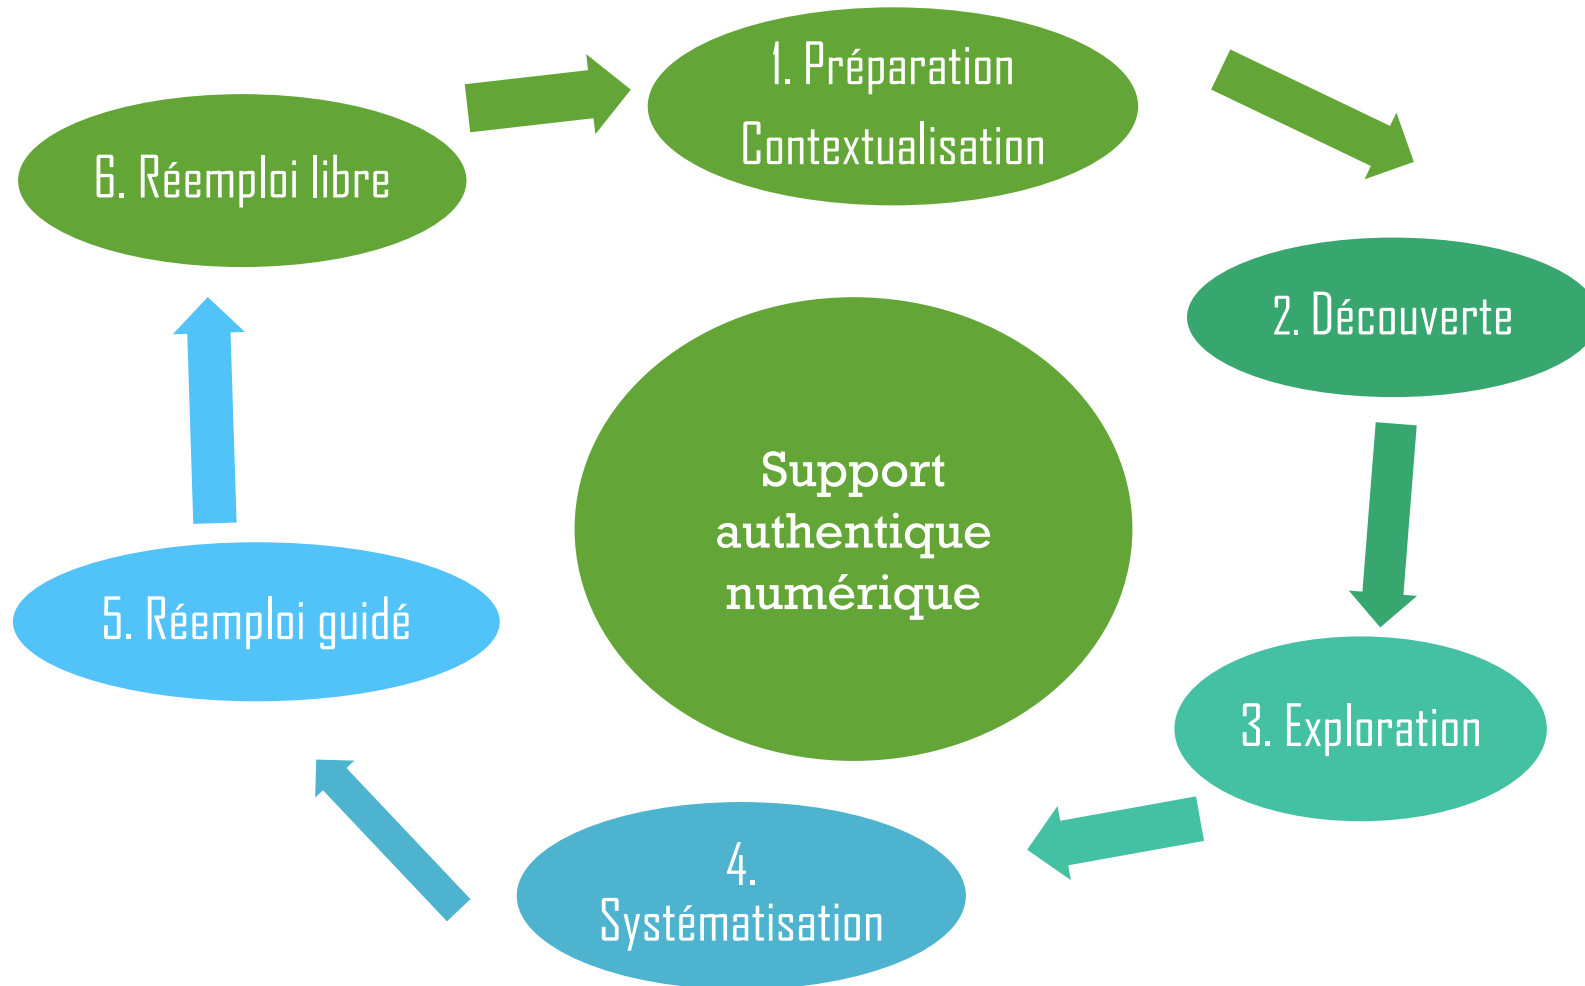 1. Préparation
Contextualisation
2. Découverte
3. Exploration
4.
Systématisation
5. Réemploi guidé
6. Réemploi libre
Support
authentique
numérique